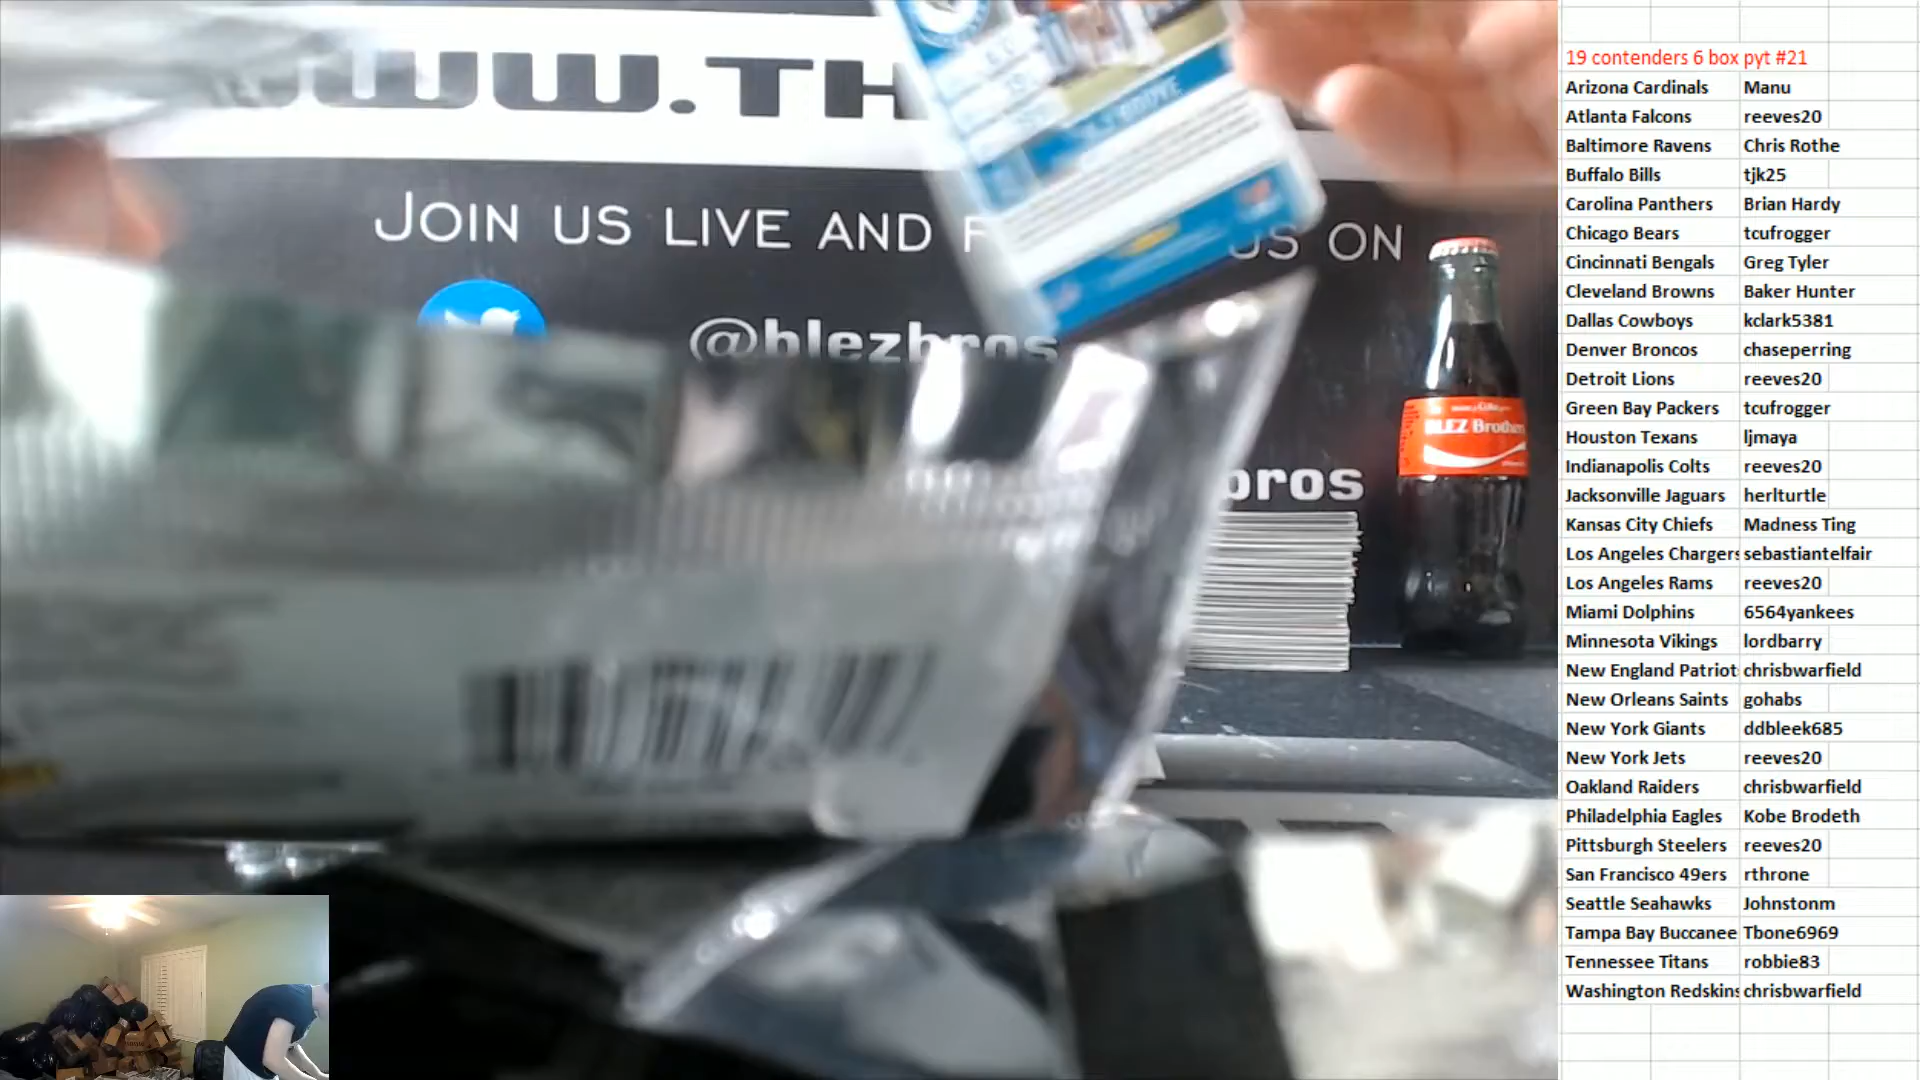 WWW.TH
JOIN US LIVE AND F US ON
@blezbros
bros
BLEZ Brothers
19 contenders 6 box pyt #21
Arizona Cardinals Manu
Atlanta Falcons reeves20
Baltimore Ravens Chris Rothe
Buffalo Bills tjk25
Carolina Panthers Brian Hardy
Chicago Bears tcufrogger
Cincinnati Bengals Greg Tyler
Cleveland Browns Baker Hunter
Dallas Cowboys kclark5381
Denver Broncos chaseperring
Detroit Lions reeves20
Green Bay Packers tcufrogger
Houston Texans ljmaya
Indianapolis Colts reeves20
Jacksonville Jaguars herlturtle
Kansas City Chiefs Madness Ting
Los Angeles Chargers sebastiantelfair
Los Angeles Rams reeves20
Miami Dolphins 6564yankees
Minnesota Vikings lordbarry
New England Patriot chrisbwarfield
New Orleans Saints gohabs
New York Giants ddbleek685
New York Jets reeves20
Oakland Raiders chrisbwarfield
Philadelphia Eagles Kobe Brodeth
Pittsburgh Steelers reeves20
San Francisco 49ers rthrone
Seattle Seahawks Johnstonm
Tampa Bay Buccanee Tbone6969
Tennessee Titans robbie83
Washington Redskins chrisbwarfield